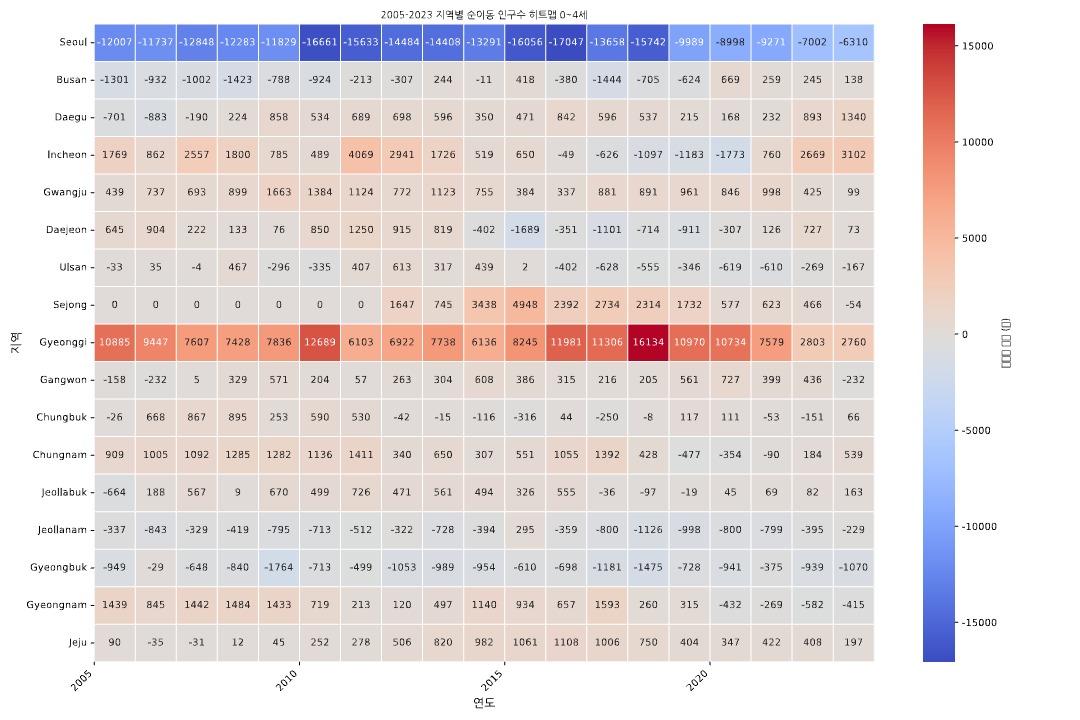 2005-2023 지역별 순이동 인구수 히트맵 0~4세
Seoul -12007 -11737 -12848 -12283 -11829 -16661 -15633 -14484 -14408 -13291 -16056 -17047 -13658 -15742 -9989 -8998 -9271 -7002 -6310
Busan -1301 -932 -1002 -1423 -788 -924 -213 -307 244 -11 418 -380 -1444 -705 -624 669 259 245 138
Daegu -701 -883 -190 224 858 534 689 698 596 350 471 842 596 537 215 168 232 893 1340
Incheon 1769 862 2557 1800 785 489 4069 2941 1726 519 650 -49 -626 -1097 -1183 -1773 760 2669 3102
Gwangju 439 737 693 899 1663 1384 1124 772 1123 755 384 337 881 891 961 846 998 425 99
Daejeon 645 904 222 133 76 850 1250 915 819 -402 -1689 -351 -1101 -714 -911 -307 126 727 73
Ulsan -33 35 -4 467 -296 -335 407 613 317 439 2 -402 -628 -555 -346 -619 -610 -269 -167
Sejong 0 0 0 0 0 0 0 1647 745 3438 4948 2392 2734 2314 1732 577 623 466 -54
Gyeonggi 10885 9447 7607 7428 7836 12689 6103 6922 7738 6136 8245 11981 11306 16134 10970 10734 7579 2803 2760
Gangwon -158 -232 5 329 571 204 57 263 304 608 386 315 216 205 561 727 399 436 -232
Chungbuk -26 668 867 895 253 590 530 -42 -15 -116 -316 44 -250 -8 117 111 -53 -151 66
Chungnam 909 1005 1092 1285 1282 1136 1411 340 650 307 551 1055 1392 428 -477 -354 -90 184 539
Jeollabuk -664 188 567 9 670 499 726 471 561 494 326 555 -36 -97 -19 45 69 82 163
Jeollanam -337 -843 -329 -419 -795 -713 -512 -322 -728 -394 295 -359 -800 -1126 -998 -800 -799 -395 -229
Gyeongbuk -949 -29 -648 -840 -1764 -713 -499 -1053 -989 -954 -610 -698 -1181 -1475 -728 -941 -375 -939 -1070
Gyeongnam 1439 845 1442 1484 1433 719 213 120 497 1140 934 657 1593 260 315 -432 -269 -582 -415
Jeju 90 -35 -31 12 45 252 278 506 820 982 1061 1108 1006 750 404 347 422 408 197
2005 2010 2015 2020
연도
지역
15000
10000
5000
0
-5000
-10000
-15000